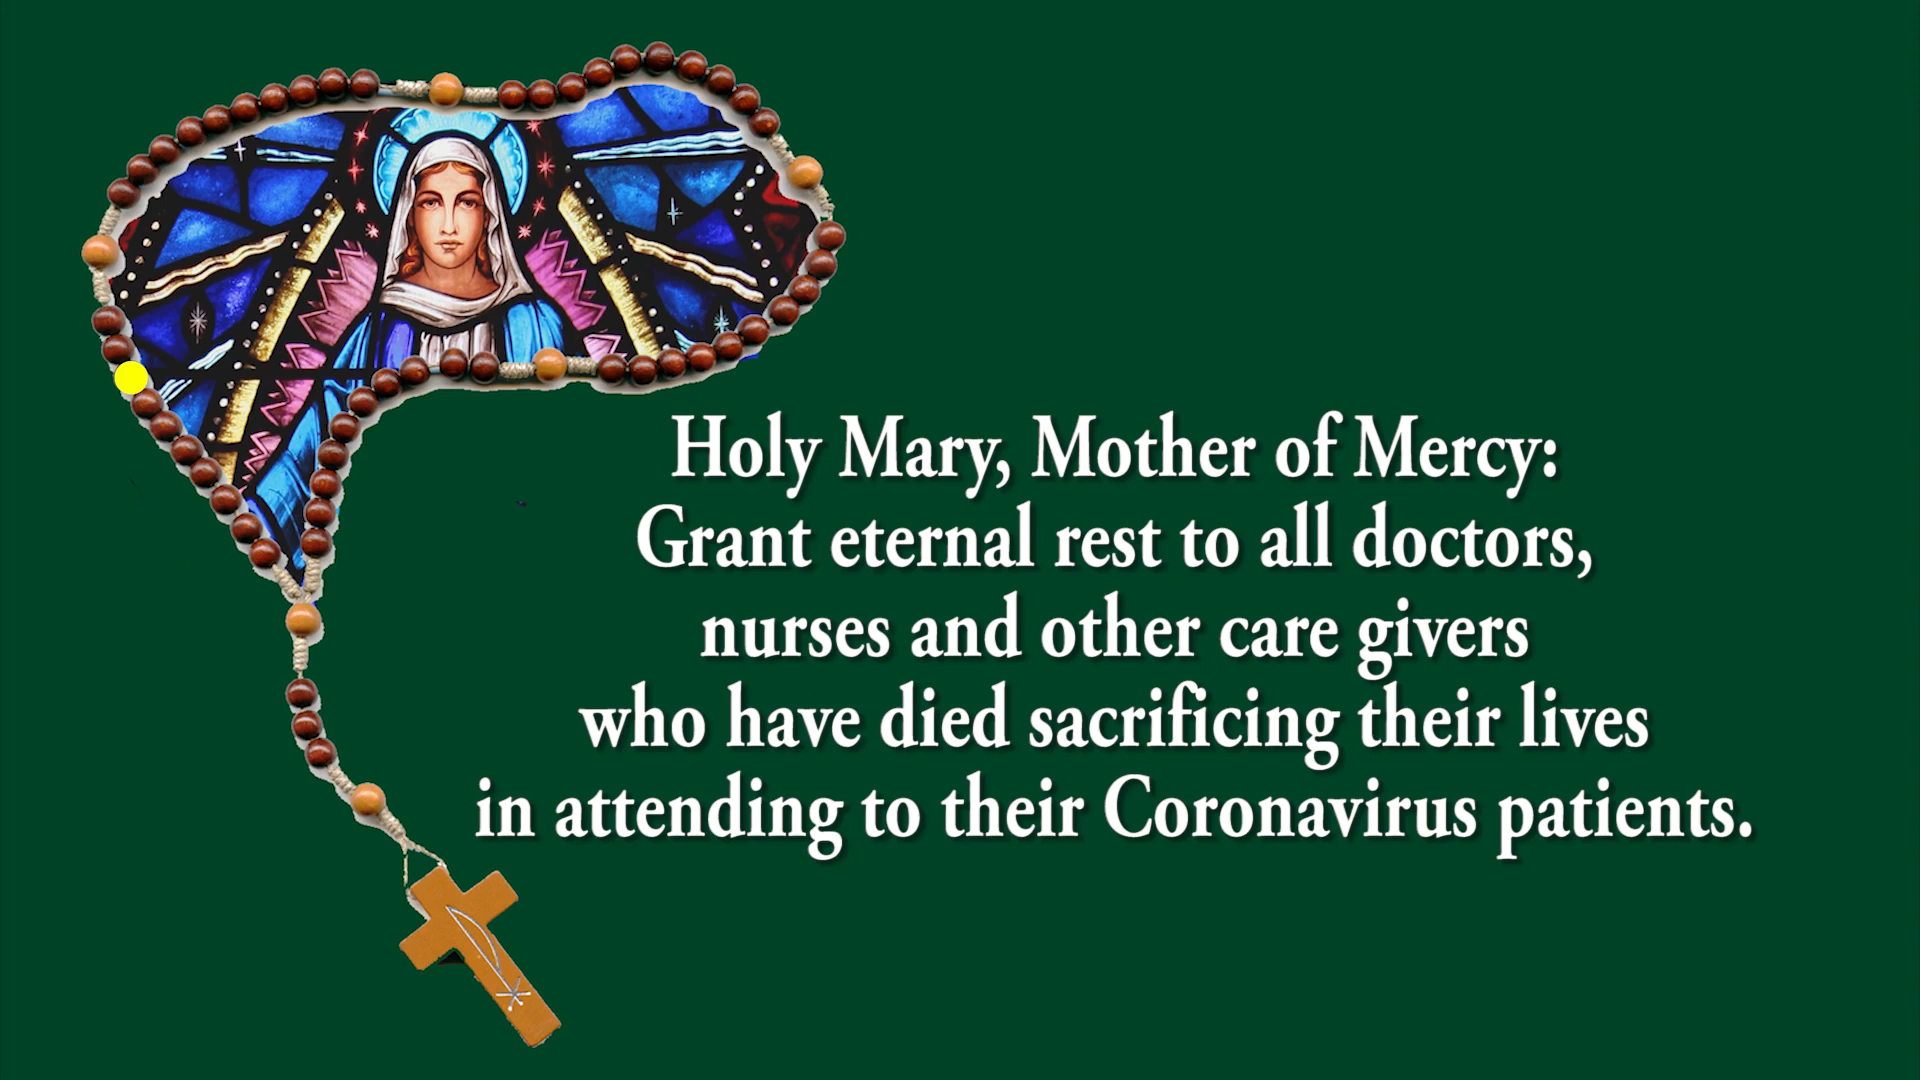 Holy Mary, Mother of Mercy:
Grant eternal rest to all doctors,
nurses and other care givers
who have died sacrificing their lives
in attending to their Coronavirus patients.